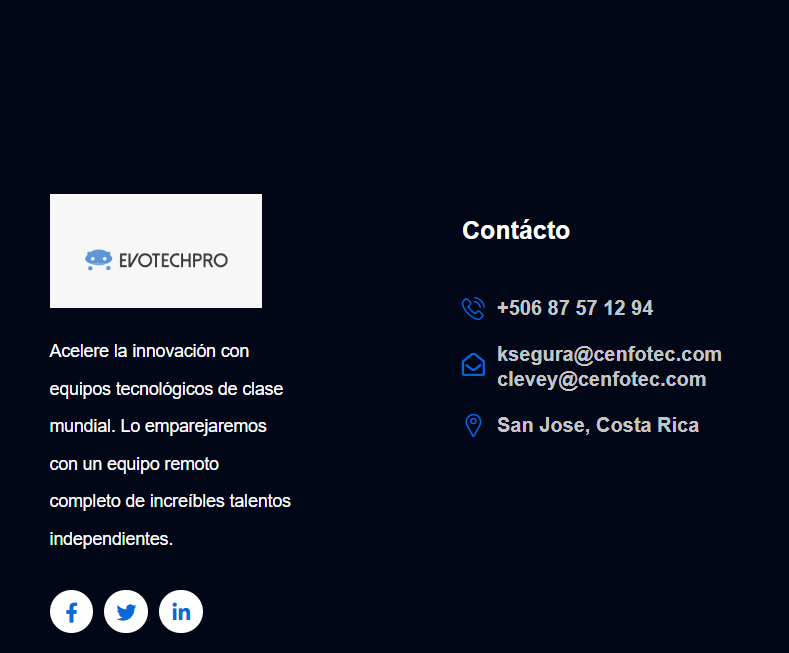 EVOTECHPRO
Acelere la innovación con
equipos tecnológicos de clase
mundial. Lo emparejaremos
con un equipo remoto
completo de increíbles talentos
independientes.
Contácto
+506 87 57 12 94
ksegura@cenfotec.com
clevey@cenfotec.com
San Jose, Costa Rica